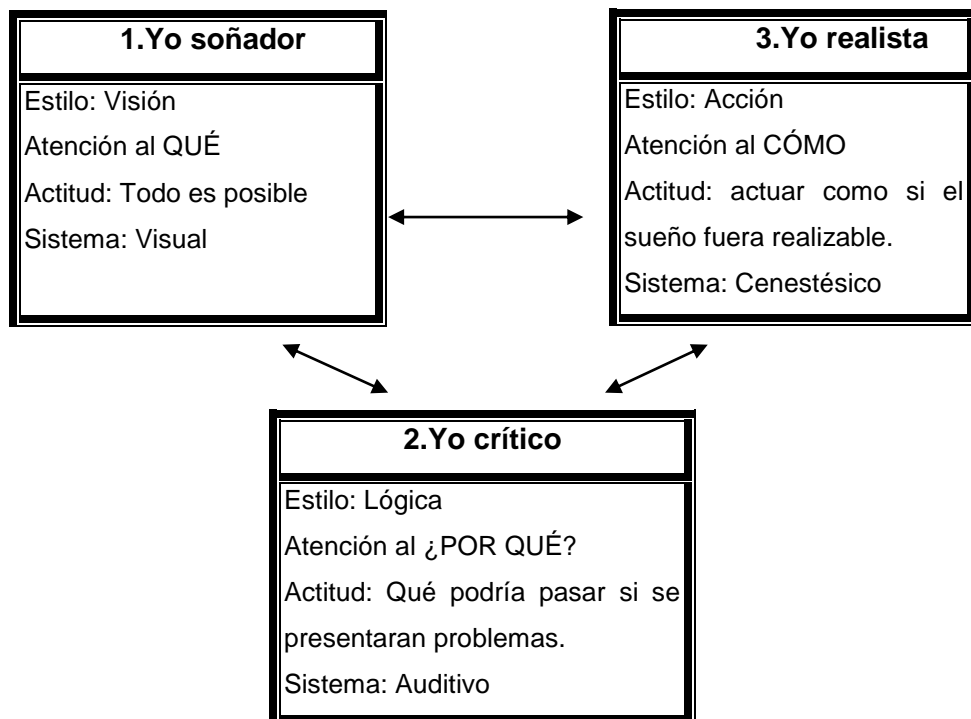 1.Yo soñador
Estilo: Visión
Atención al QUÉ
Actitud: Todo es posible
Sistema: Visual
3.Yo realista
Estilo: Acción
Atención al CÓMO
Actitud: actuar como si el
sueño fuera realizable.
Sistema: Cenestésico
2.Yo crítico
Estilo: Lógica
Atención al ¿POR QUÉ?
Actitud: Qué podría pasar si se
presentaran problemas.
Sistema: Auditivo